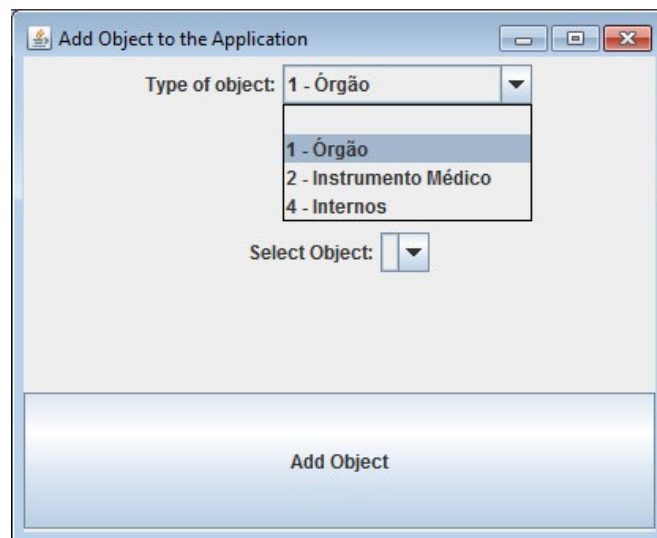 Add Object to the Application
Type of object: 1 - Órgão
1 - Órgão
2 - Instrumento Médico
4 - Internos
Select Object:
Add Object